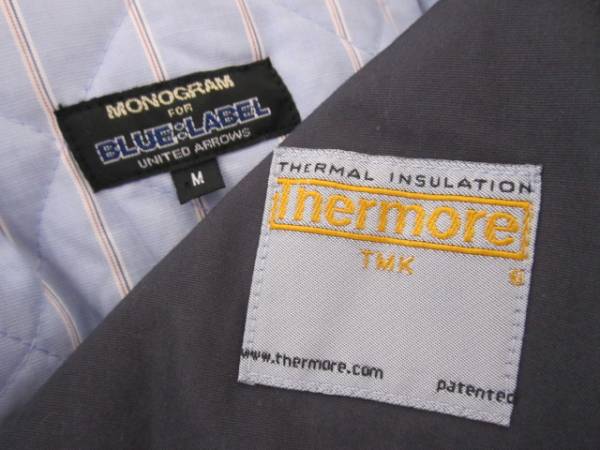 MONOGRAM
FOR
BLUE LABEL
UNITED ARROWS
M
THERMAL INSULATION
Thermore
TMK
www.thermore.com
patented